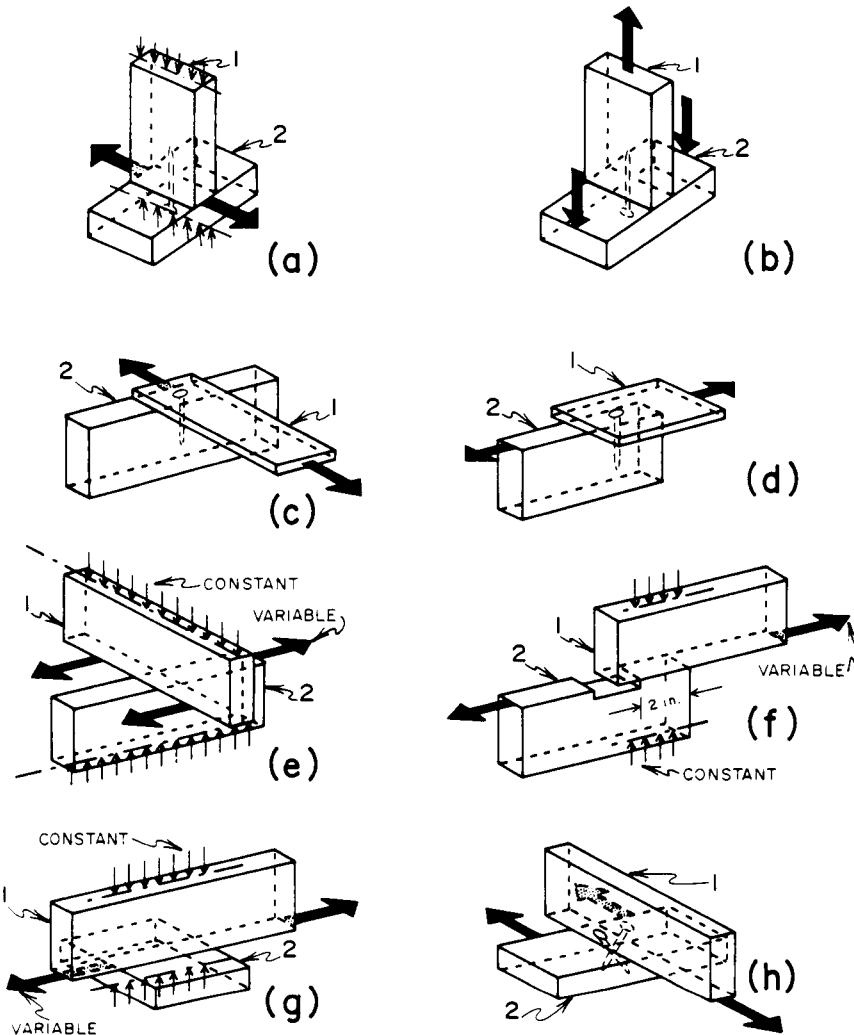 1
2
(a)
1
2
(b)
2
1
(c)
1
2
(d)
CONSTANT
VARIABLE
1
2
(e)
1
2
VARIABLE
2 in.
(f)
CONSTANT
CONSTANT
1
2
(g)
VARIABLE
1
2
(h)